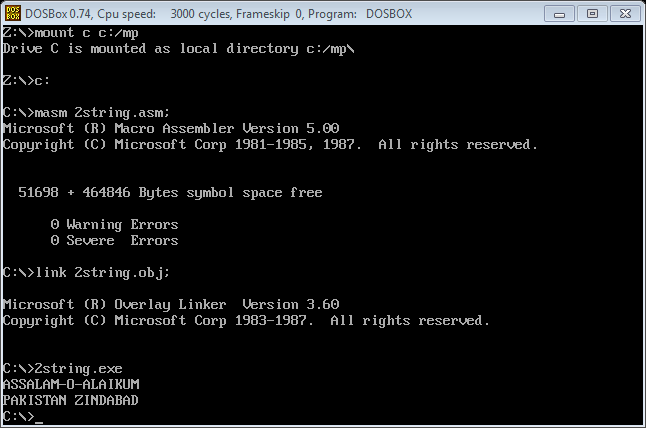 DOS
BOX
DOSBox 0.74, Cpu speed:    3000 cycles, Frameskip  0, Program:   DOSBOX
Z:\>mount c c:/mp
Drive C is mounted as local directory c:/mp\
Z:\>c:
C:\>masm 2string.asm;
Microsoft (R) Macro Assembler Version 5.00
Copyright (C) Microsoft Corp 1981-1985, 1987.  All rights reserved.
  51698 + 464846 Bytes symbol space free
      0 Warning Errors
      0 Severe  Errors
C:\>link 2string.obj;
Microsoft (R) Overlay Linker  Version 3.60
Copyright (C) Microsoft Corp 1983-1987.  All rights reserved.
C:\>2string.exe
ASSALAM-O-ALAIKUM
PAKISTAN ZINDABAD
C:\>_